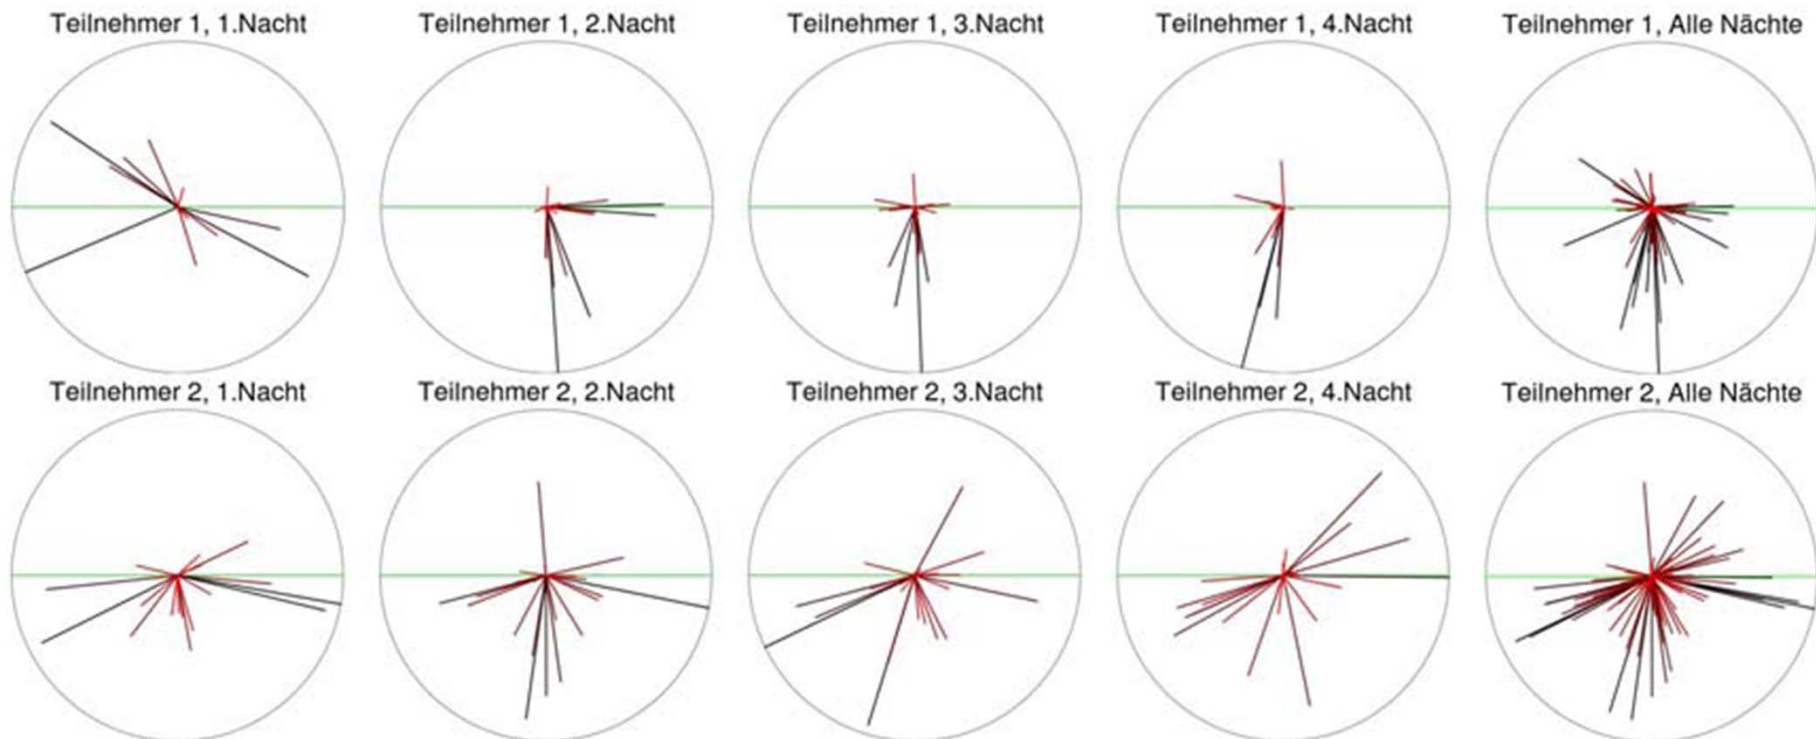 Teilnehmer 1, 1.Nacht
Teilnehmer 1, 2.Nacht
Teilnehmer 1, 3.Nacht
Teilnehmer 1, 4.Nacht
Teilnehmer 1, Alle Nächte
Teilnehmer 2, 1.Nacht
Teilnehmer 2, 2.Nacht
Teilnehmer 2, 3.Nacht
Teilnehmer 2, 4.Nacht
Teilnehmer 2, Alle Nächte